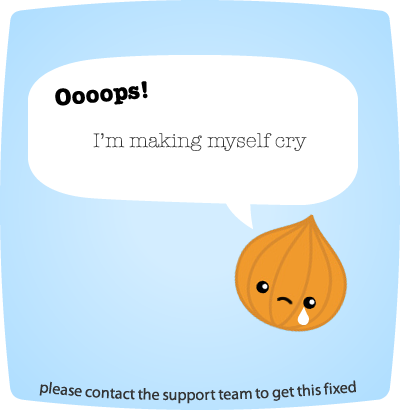 Oooops!
I'm making myself cry
please contact the support team to get this fixed